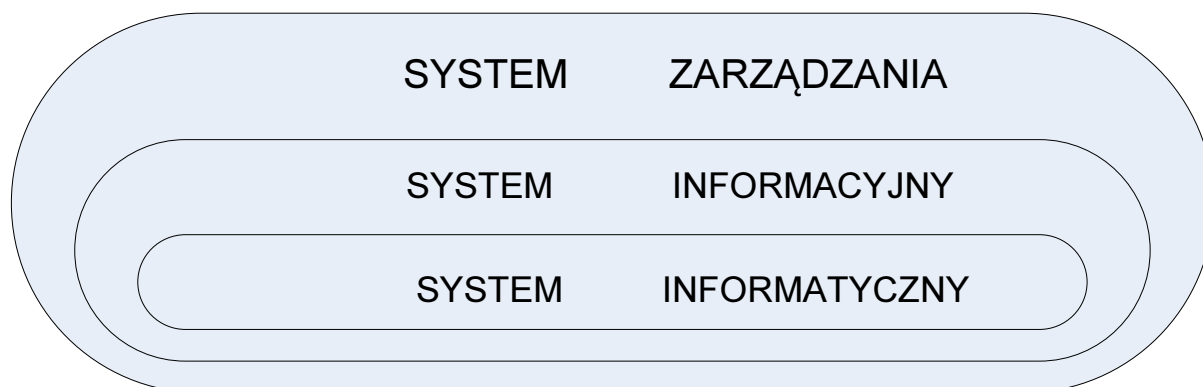 SYSTEM ZARZĄDZANIA
SYSTEM INFORMACYJNY
SYSTEM INFORMATYCZNY